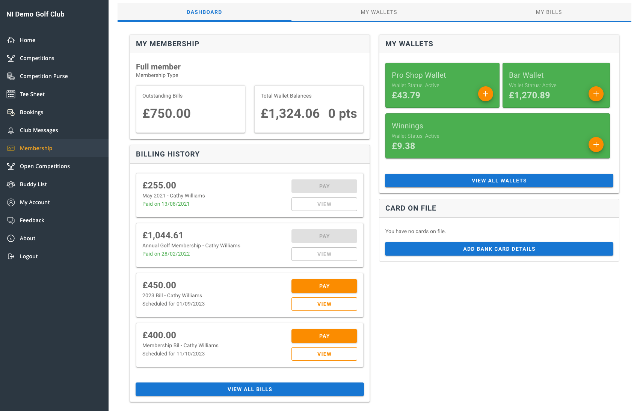 NI Demo Golf Club
Home
Competitions
Competition Purse
Tee Sheet
Bookings
Club Messages
Membership
Open Competitions
Buddy List
My Account
Feedback
About
Logout
DASHBOARD
MY WALLETS
MY BILLS
MY MEMBERSHIP
Full member
Membership Type
Outstanding Bills
£750.00
Total Wallet Balances
£1,324.06 0 pts
BILLING HISTORY
£255.00
PAY
May 2021 - Cathy Williams
Paid on 13/08/2021
VIEW
£1,044.61
PAY
Annual Golf Membership - Cathy Williams
Paid on 28/02/2022
VIEW
£450.00
PAY
2023 Bill - Cathy Williams
Scheduled for 01/09/2023
VIEW
£400.00
PAY
Membership Bill - Cathy Williams
Scheduled for 11/10/2023
VIEW
VIEW ALL BILLS
MY WALLETS
Pro Shop Wallet
Wallet Status: Active
£43.79
Bar Wallet
Wallet Status: Active
£1,270.89
Winnings
Wallet Status: Active
£9.38
VIEW ALL WALLETS
CARD ON FILE
You have no cards on file.
ADD BANK CARD DETAILS